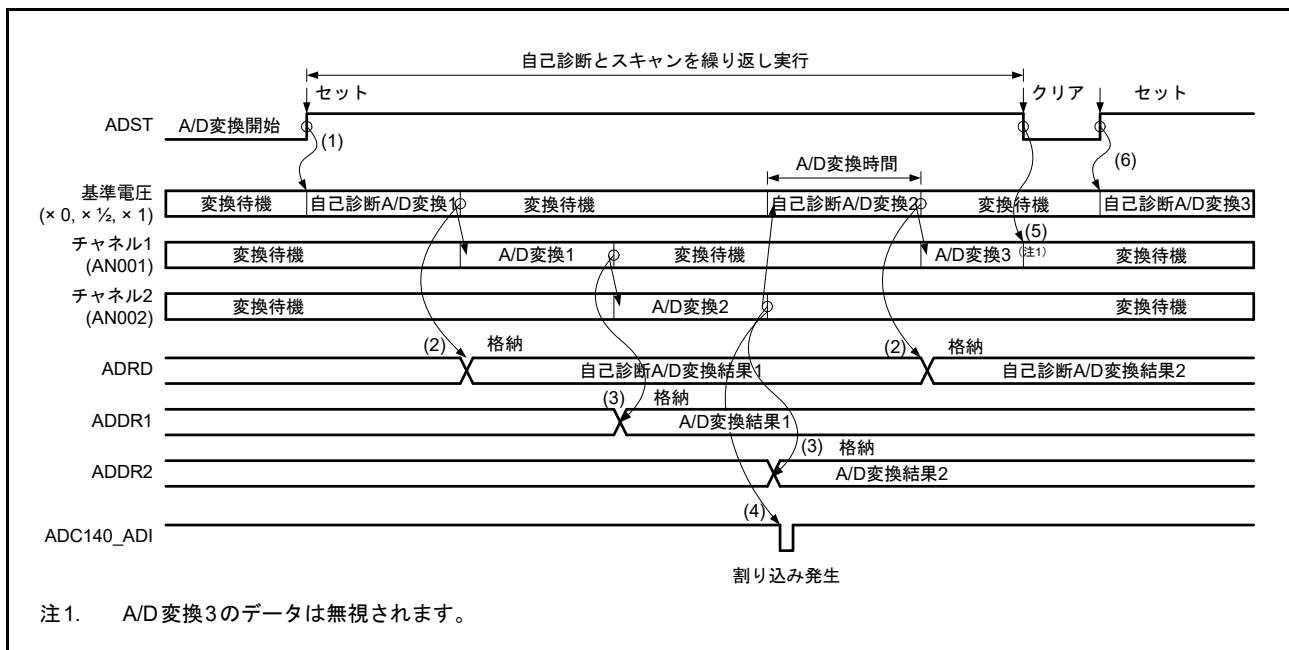 自己診断とスキャンを繰り返し実行
セット クリア セット
ADST A/D変換開始
(1) (6)
A/D変換時間
基準電圧
(× 0, × ½, × 1)
変換待機 自己診断A/D変換1 変換待機 自己診断A/D変換2 変換待機 自己診断A/D変換3
チャネル1
(AN001)
変換待機 A/D変換1 変換待機 A/D変換3 (5) (注1) 変換待機
チャネル2
(AN002)
変換待機 A/D変換2 変換待機
ADRD (2) 格納 自己診断A/D変換結果1 (2) 格納 自己診断A/D変換結果2
ADDR1 (3) 格納 A/D変換結果1
ADDR2 (3) 格納 A/D変換結果2
ADC140_ADI (4)
割り込み発生
注1. A/D変換3のデータは無視されます。